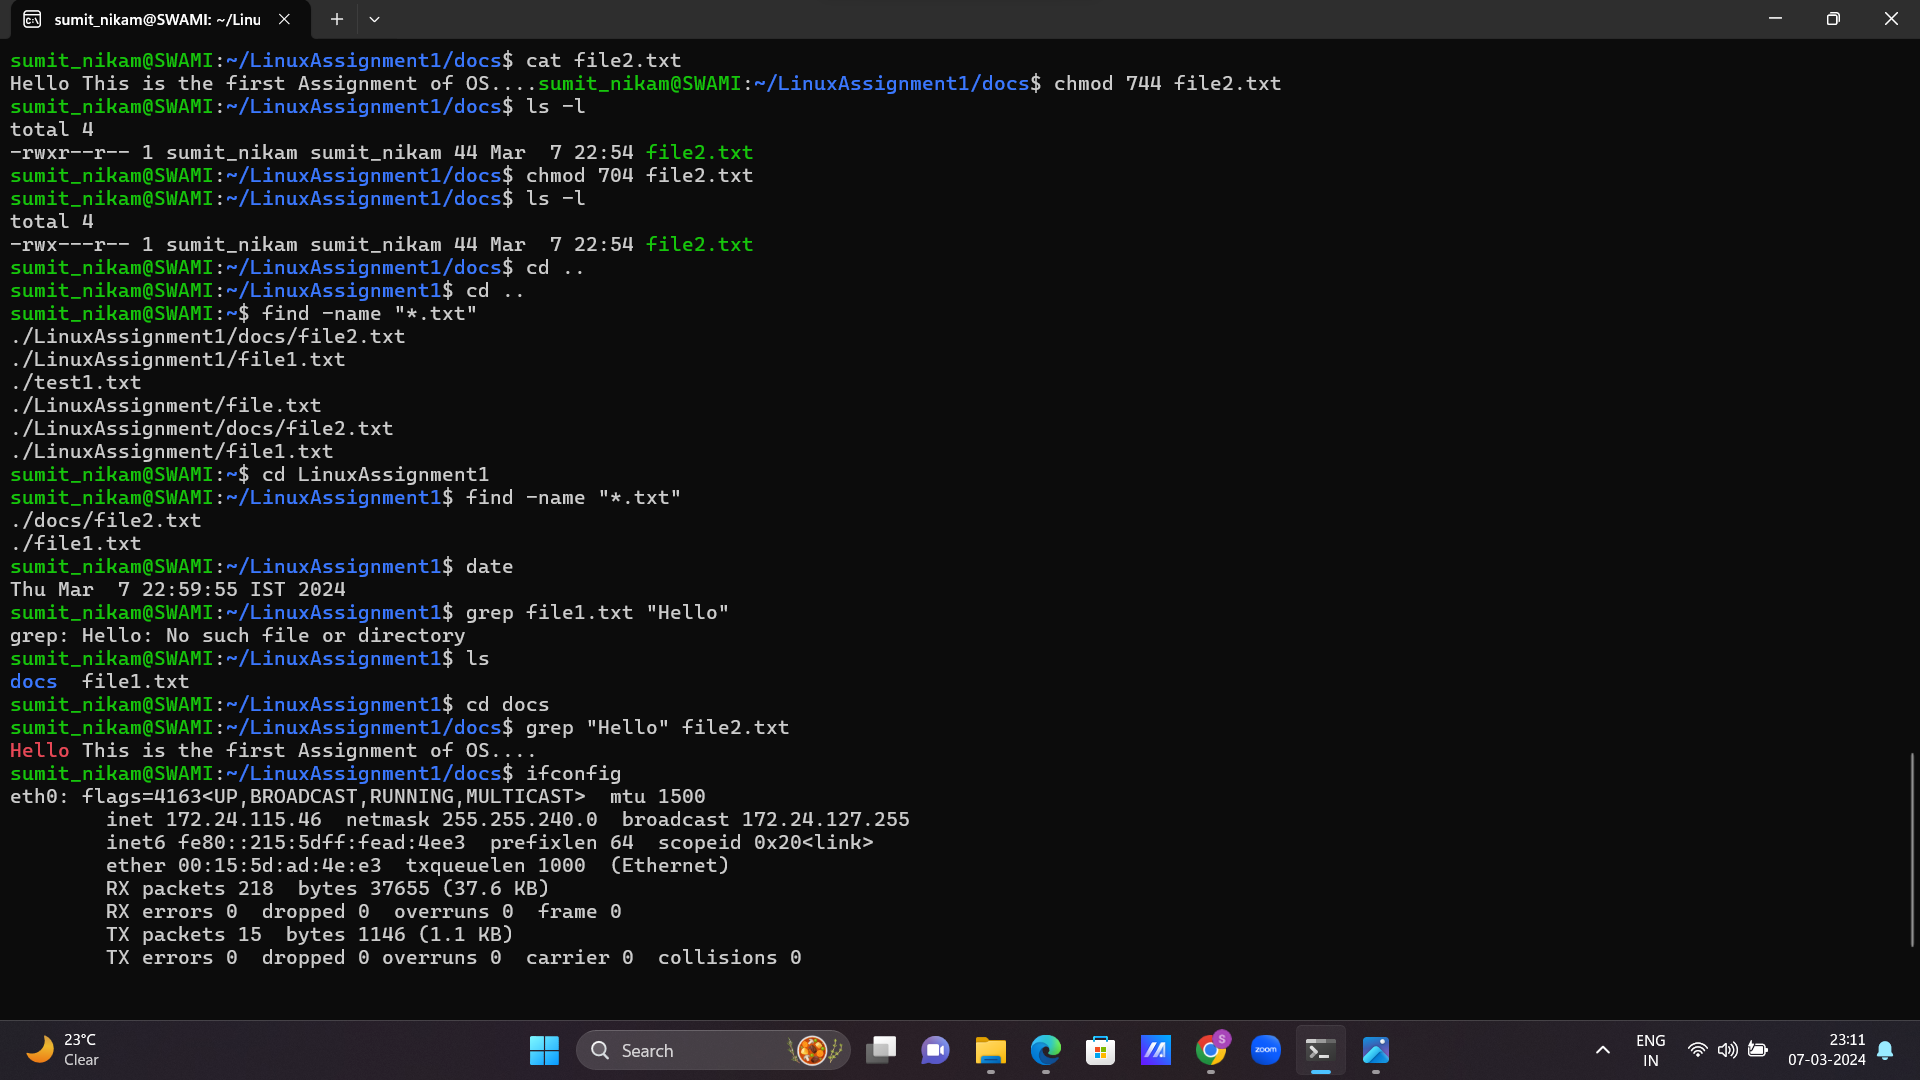 sumit_nikam@SWAMI: ~/Linu
sumit_nikam@SWAMI:~/LinuxAssignment1/docs$ cat file2.txt
Hello This is the first Assignment of OS....sumit_nikam@SWAMI:~/LinuxAssignment1/docs$ chmod 744 file2.txt
sumit_nikam@SWAMI:~/LinuxAssignment1/docs$ ls -l
total 4
-rwxr--r-- 1 sumit_nikam sumit_nikam 44 Mar  7 22:54 file2.txt
sumit_nikam@SWAMI:~/LinuxAssignment1/docs$ chmod 704 file2.txt
sumit_nikam@SWAMI:~/LinuxAssignment1/docs$ ls -l
total 4
-rwx---r-- 1 sumit_nikam sumit_nikam 44 Mar  7 22:54 file2.txt
sumit_nikam@SWAMI:~/LinuxAssignment1/docs$ cd ..
sumit_nikam@SWAMI:~/LinuxAssignment1$ cd ..
sumit_nikam@SWAMI:~$ find -name "*.txt"
./LinuxAssignment1/docs/file2.txt
./LinuxAssignment1/file1.txt
./test1.txt
./LinuxAssignment/file.txt
./LinuxAssignment/docs/file2.txt
./LinuxAssignment/file1.txt
sumit_nikam@SWAMI:~$ cd LinuxAssignment1
sumit_nikam@SWAMI:~/LinuxAssignment1$ find -name "*.txt"
./docs/file2.txt
./file1.txt
sumit_nikam@SWAMI:~/LinuxAssignment1$ date
Thu Mar  7 22:59:55 IST 2024
sumit_nikam@SWAMI:~/LinuxAssignment1$ grep file1.txt "Hello"
grep: Hello: No such file or directory
sumit_nikam@SWAMI:~/LinuxAssignment1$ ls
docs  file1.txt
sumit_nikam@SWAMI:~/LinuxAssignment1$ cd docs
sumit_nikam@SWAMI:~/LinuxAssignment1/docs$ grep "Hello" file2.txt
Hello This is the first Assignment of OS....
sumit_nikam@SWAMI:~/LinuxAssignment1/docs$ ifconfig
eth0: flags=4163<UP,BROADCAST,RUNNING,MULTICAST>  mtu 1500
        inet 172.24.115.46  netmask 255.255.240.0  broadcast 172.24.127.255
        inet6 fe80::215:5dff:fead:4ee3  prefixlen 64  scopeid 0x20<link>
        ether 00:15:5d:ad:4e:e3  txqueuelen 1000  (Ethernet)
        RX packets 218  bytes 37655 (37.6 KB)
        RX errors 0  dropped 0  overruns 0  frame 0
        TX packets 15  bytes 1146 (1.1 KB)
        TX errors 0  dropped 0 overruns 0  carrier 0  collisions 0
23°C
Clear
Search
S
zoom
ENG
IN
23:11
07-03-2024